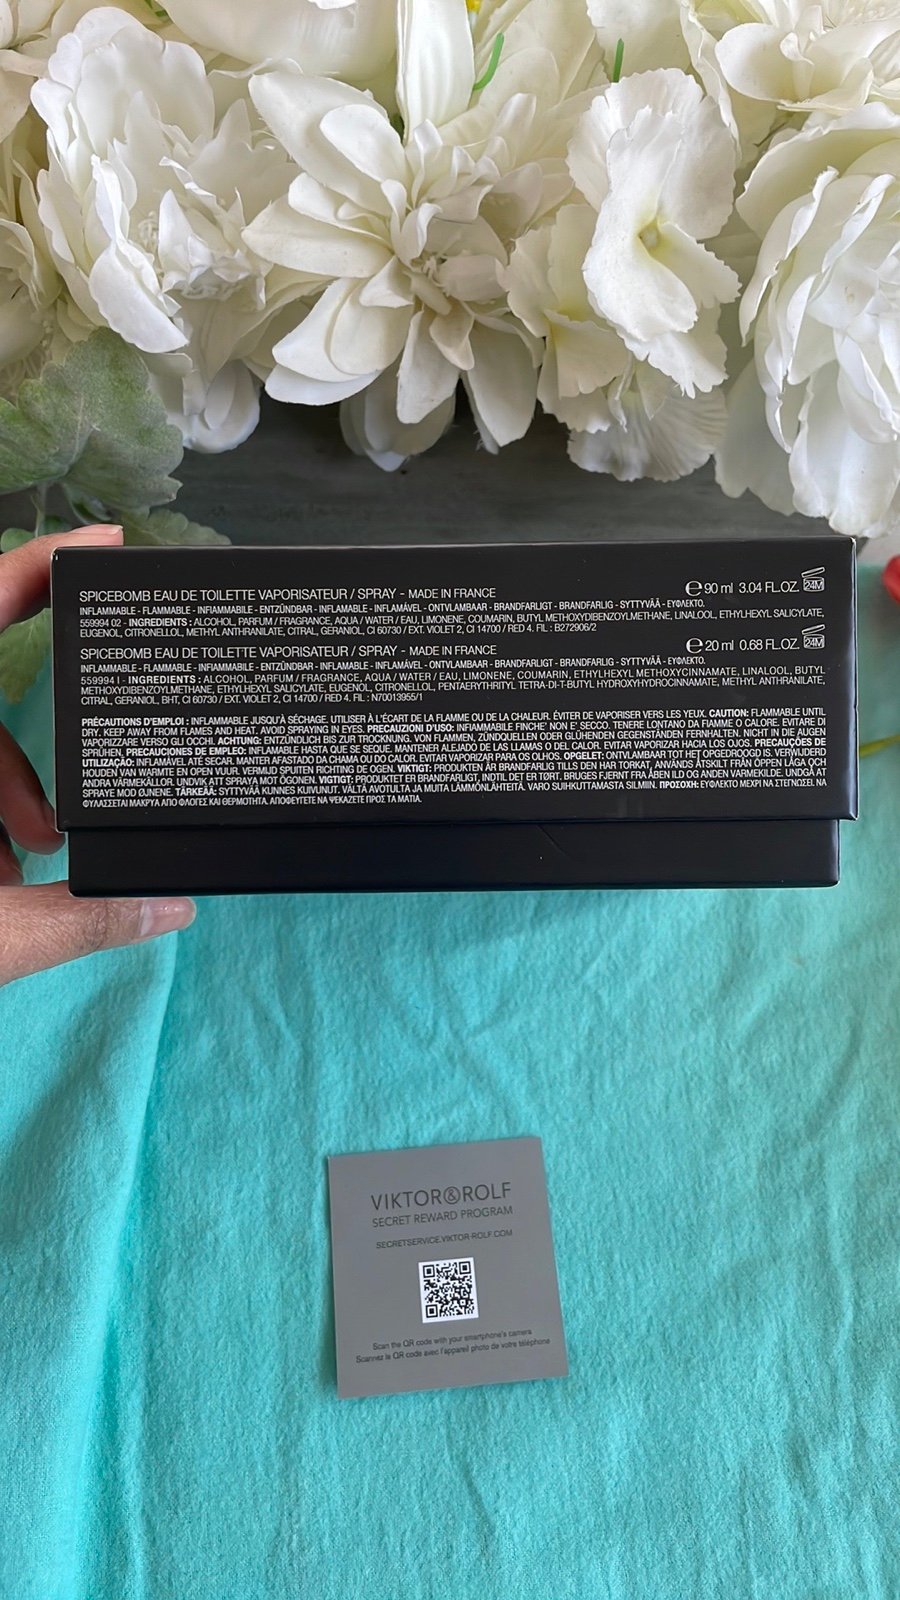 SPICEBOMB EAU DE TOILETTE VAPORISATEUR / SPRAY - MADE IN FRANCE ℮ 90 ml 3.04 FL.OZ. 24M
INFLAMMABLE - FLAMMABLE - INFIAMMABILE - ENTZÜNDBAR - INFLAMABLE - INFLAMÁVEL - ONTVLAMBAAR - BRANDFARLIGT - BRANDFARLIG - SYTTYVÄÄ - ΕΥΦΛΕΚΤΟ.
559994 02 - INGREDIENTS : ALCOHOL, PARFUM / FRAGRANCE, AQUA / WATER / EAU, LIMONENE, COUMARIN, BUTYL METHOXYDIBENZOYLMETHANE, LINALOOL, ETHYLHEXYL SALICYLATE,
EUGENOL, CITRONELLOL, METHYL ANTHRANILATE, CITRAL, GERANIOL, CI 60730 / EXT. VIOLET 2, CI 14700 / RED 4. FIL : B272906/2
SPICEBOMB EAU DE TOILETTE VAPORISATEUR / SPRAY - MADE IN FRANCE ℮ 20 ml 0.68 FL.OZ. 24M
INFLAMMABLE - FLAMMABLE - INFIAMMABILE - ENTZÜNDBAR - INFLAMABLE - INFLAMÁVEL - ONTVLAMBAAR - BRANDFARLIGT - BRANDFARLIG - SYTTYVÄÄ - ΕΥΦΛΕΚΤΟ.
559994 I - INGREDIENTS : ALCOHOL, PARFUM / FRAGRANCE, AQUA / WATER / EAU, LIMONENE, COUMARIN, ETHYLHEXYL METHOXYCINNAMATE, LINALOOL, BUTYL
METHOXYDIBENZOYLMETHANE, ETHYLHEXYL SALICYLATE, EUGENOL, CITRONELLOL, PENTAERYTHRITYL TETRA-DI-T-BUTYL HYDROXYHYDROCINNAMATE, METHYL ANTHRANILATE,
CITRAL, GERANIOL, BHT, CI 60730 / EXT. VIOLET 2, CI 14700 / RED 4. FIL : N70013955/1
PRÉCAUTIONS D'EMPLOI : INFLAMMABLE JUSQU'À SÉCHAGE. UTILISER À L'ÉCART DE LA FLAMME OU DE LA CHALEUR. ÉVITER DE VAPORISER VERS LES YEUX. CAUTION: FLAMMABLE UNTIL
DRY. KEEP AWAY FROM FLAMES AND HEAT. AVOID SPRAYING IN EYES. PRECAUZIONI D'USO: INFIAMMABILE FINCHE' NON E' SECCO. TENERE LONTANO DA FIAMME O CALORE. EVITARE DI
VAPORIZZARE VERSO GLI OCCHI. ACHTUNG: ENTZÜNDLICH BIS ZUR TROCKNUNG. VON FLAMMEN, ZÜNDQUELLEN ODER GLÜHENDEN GEGENSTÄNDEN FERNHALTEN. NICHT IN DIE AUGEN
SPRÜHEN. PRECAUCIONES DE EMPLEO: INFLAMABLE HASTA QUE SE SEQUE. MANTENER ALEJADO DE LAS LLAMAS O DEL CALOR. EVITAR VAPORIZAR HACIA LOS OJOS. PRECAUÇÕES DE
UTILIZAÇÃO: INFLAMÁVEL ATÉ SECAR. MANTER AFASTADO DA CHAMA OU DO CALOR. EVITAR VAPORIZAR PARA OS OLHOS. OPGELET: ONTVLAMBAAR TOT HET OPGEDROOGD IS. VERWIJDERD
HOUDEN VAN WARMTE EN OPEN VUUR. VERMIJD SPUITEN RICHTING DE OGEN. VIKTIGT: PRODUKTEN ÄR BRANDFARLIG TILLS DEN HAR TORKAT, ANVÄNDS ÅTSKILT FRÅN ÖPPEN LÅGA OCH
ANDRA VÄRMEKÄLLOR. UNDVIK ATT SPRAYA MOT ÖGONEN. VIGTIGT: PRODUKTET ER BRANDFARLIGT, INDTIL DET ER TØRT. BRUGES FJERNT FRA ÅBEN ILD OG ANDEN VARMEKILDE. UNDGÅ AT
SPRAYE MOD ØJNENE. TÄRKEÄÄ: SYTTYVÄÄ KUNNES KUIVUNUT. VÄLTÄ AVOTULTA JA MUITA LÄMMÖNLÄHTEITÄ. VARO SUIHKUTTAMASTA SILMIIN. ΠΡΟΣΟΧΗ: ΕΥΦΛΕΚΤΟ ΜΕΧΡΙ ΝΑ ΣΤΕΓΝΩΣΕΙ. ΝΑ
ΦΥΛΑΣΣΕΤΑΙ ΜΑΚΡΥΑ ΑΠΟ ΦΛΟΓΕΣ ΚΑΙ ΘΕΡΜΟΤΗΤΑ. ΑΠΟΦΕΥΓΕΤΕ ΝΑ ΨΕΚΑΖΕΤΕ ΠΡΟΣ ΤΑ ΜΑΤΙΑ.
VIKTOR&ROLF
SECRET REWARD PROGRAM
SECRETSERVICE.VIKTOR-ROLF.COM
Scan the QR code with your smartphone's camera
Scannez le QR code avec l'appareil photo de votre téléphone